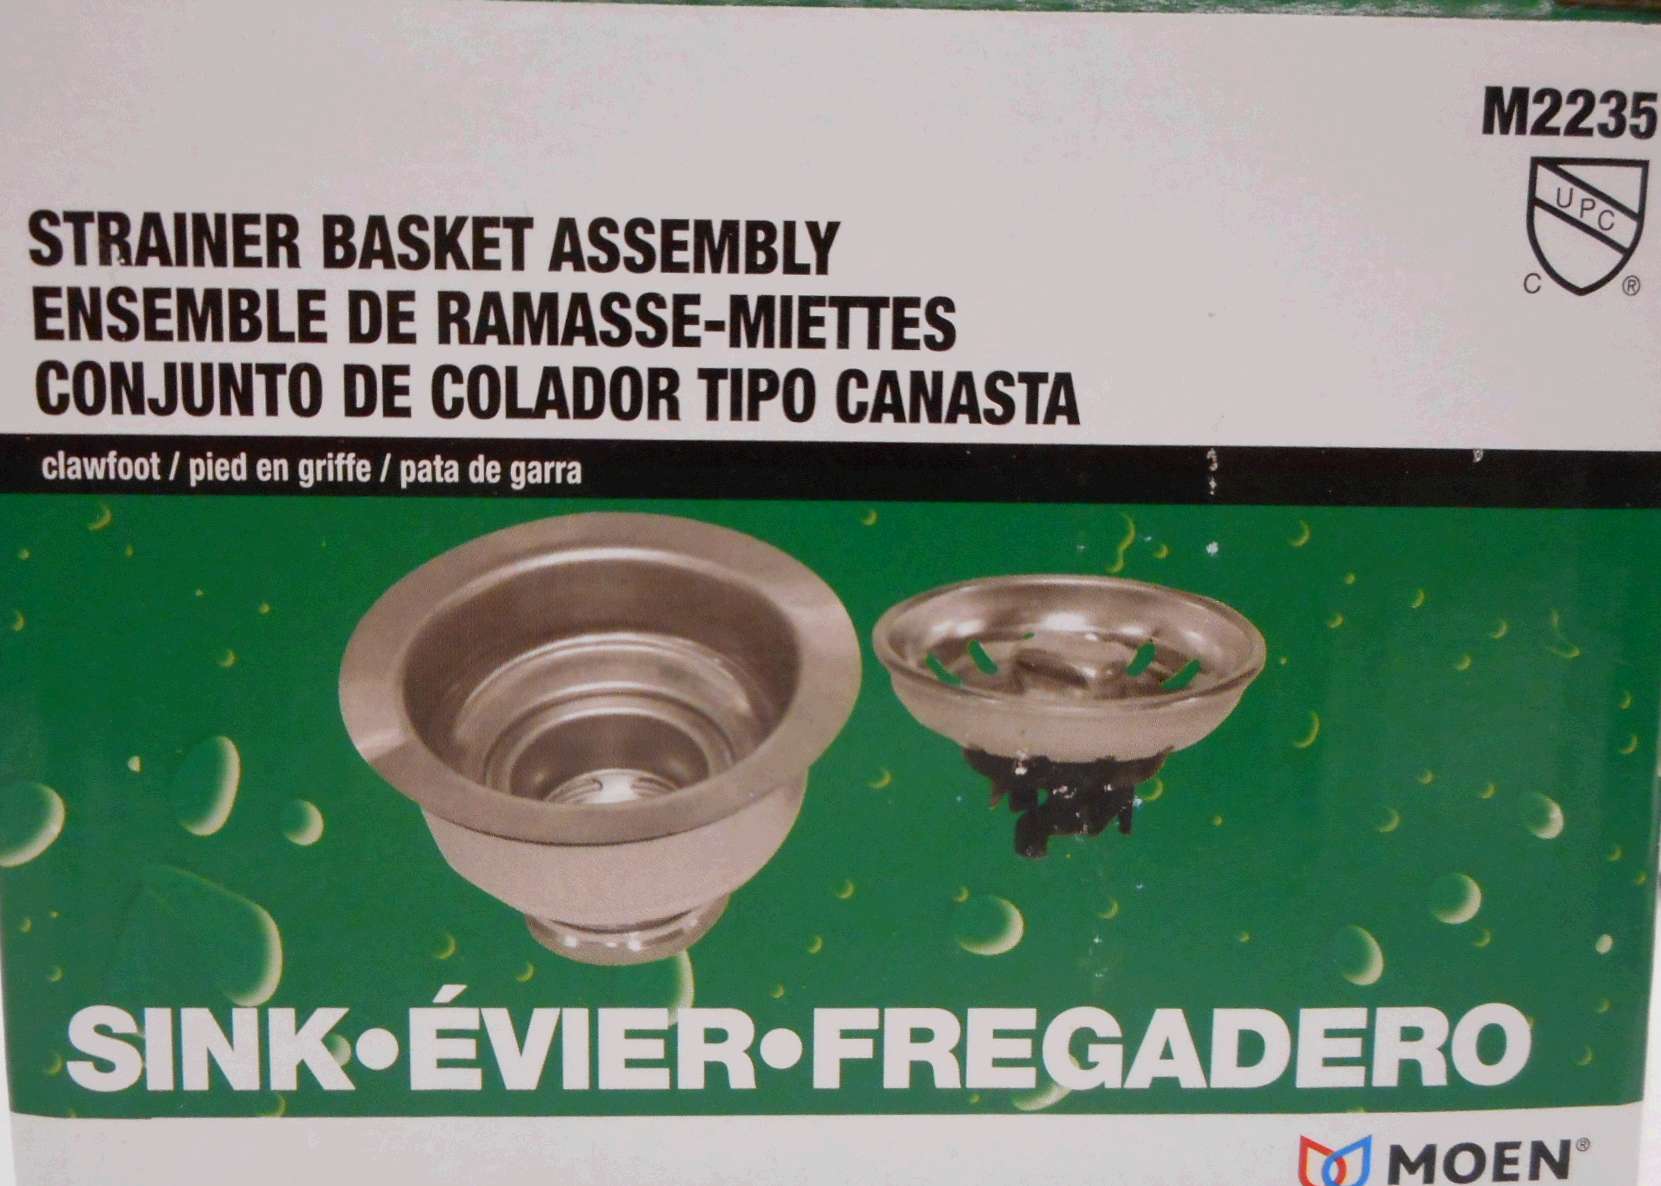 M2235
UPC
C ®
STRAINER BASKET ASSEMBLY
ENSEMBLE DE RAMASSE-MIETTES
CONJUNTO DE COLADOR TIPO CANASTA
clawfoot / pied en griffe / pata de garra
SINK•ÉVIER•FREGADERO
MOEN®